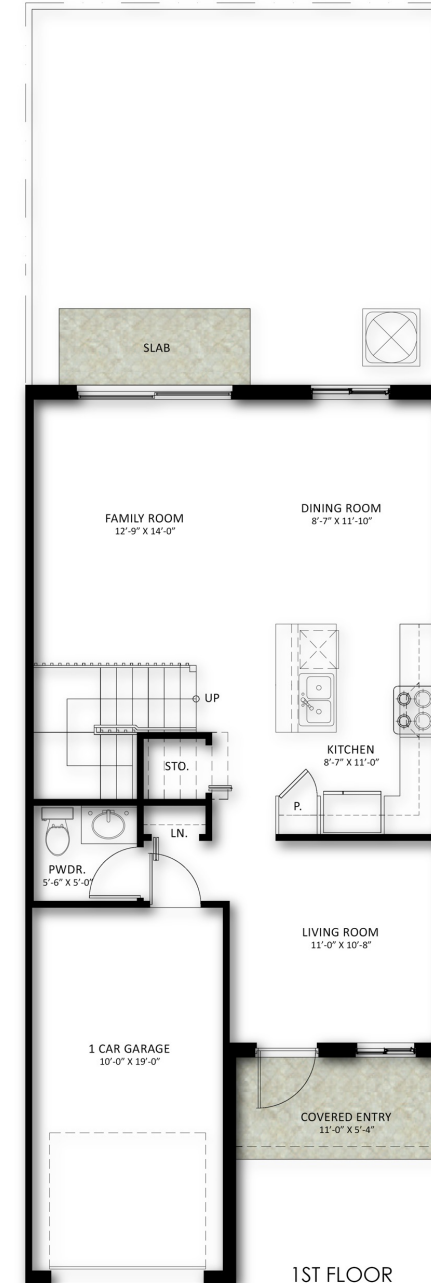 SLAB
FAMILY ROOM
12'-9" X 14'-0"
DINING ROOM
8'-7" X 11'-10"
UP
STO.
KITCHEN
8'-7" X 11'-0"
P.
LN.
PWDR.
5'-6" X 5'-0"
LIVING ROOM
11'-0" X 10'-8"
1 CAR GARAGE
10'-0" X 19'-0"
COVERED ENTRY
11'-0" X 5'-4"
1ST FLOOR